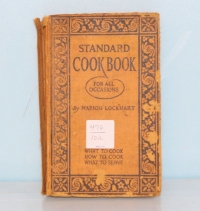 STANDARD
COOK BOOK
FOR ALL
OCCASIONS
By MARION LOCKHART
WHAT TO COOK
HOW TO COOK
WHAT TO SERVE